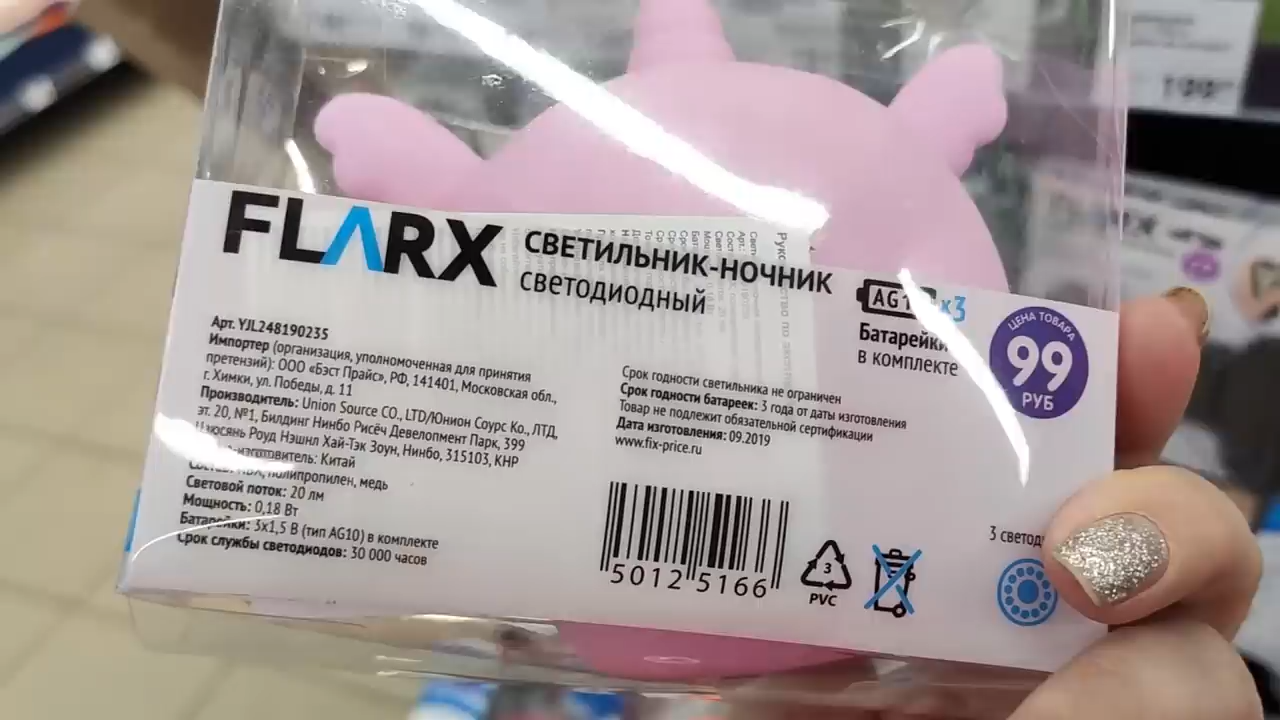 FLARX
СВЕТИЛЬНИК-НОЧНИК
СВЕТОДИОДНЫЙ
x3
Батарейки
в комплекте
ЦЕНА ТОВАРА
99
РУБ
Арт. YJL248190235
Импортер (организация, уполномоченная для принятия
претензий): ООО «Бэст Прайс», РФ, 141401, Московская обл.,
г. Химки, ул. Победы, д. 11
Производитель: Union Source CO., LTD/Юнион Соурс Ко., ЛТД,
эт. 20, №1, Билдинг Нинбо Рисёч Девелопмент Парк, 399
Цзюсянь Роуд Нэшнл Хай-Тэк Зоун, Нинбо, 315103, КНР
Китай
полипропилен, медь
Световой поток: 20 лм
Мощность: 0,18 Вт
Батарейки: 3x1,5 В (тип AG10) в комплекте
Срок службы светодиодов: 30 000 часов
Срок годности светильника не ограничен
Срок годности батареек: 3 года от даты изготовления
Товар не подлежит обязательной сертификации
Дата изготовления: 09.2019
www.fix-price.ru
5012 5166
3
PVC
3